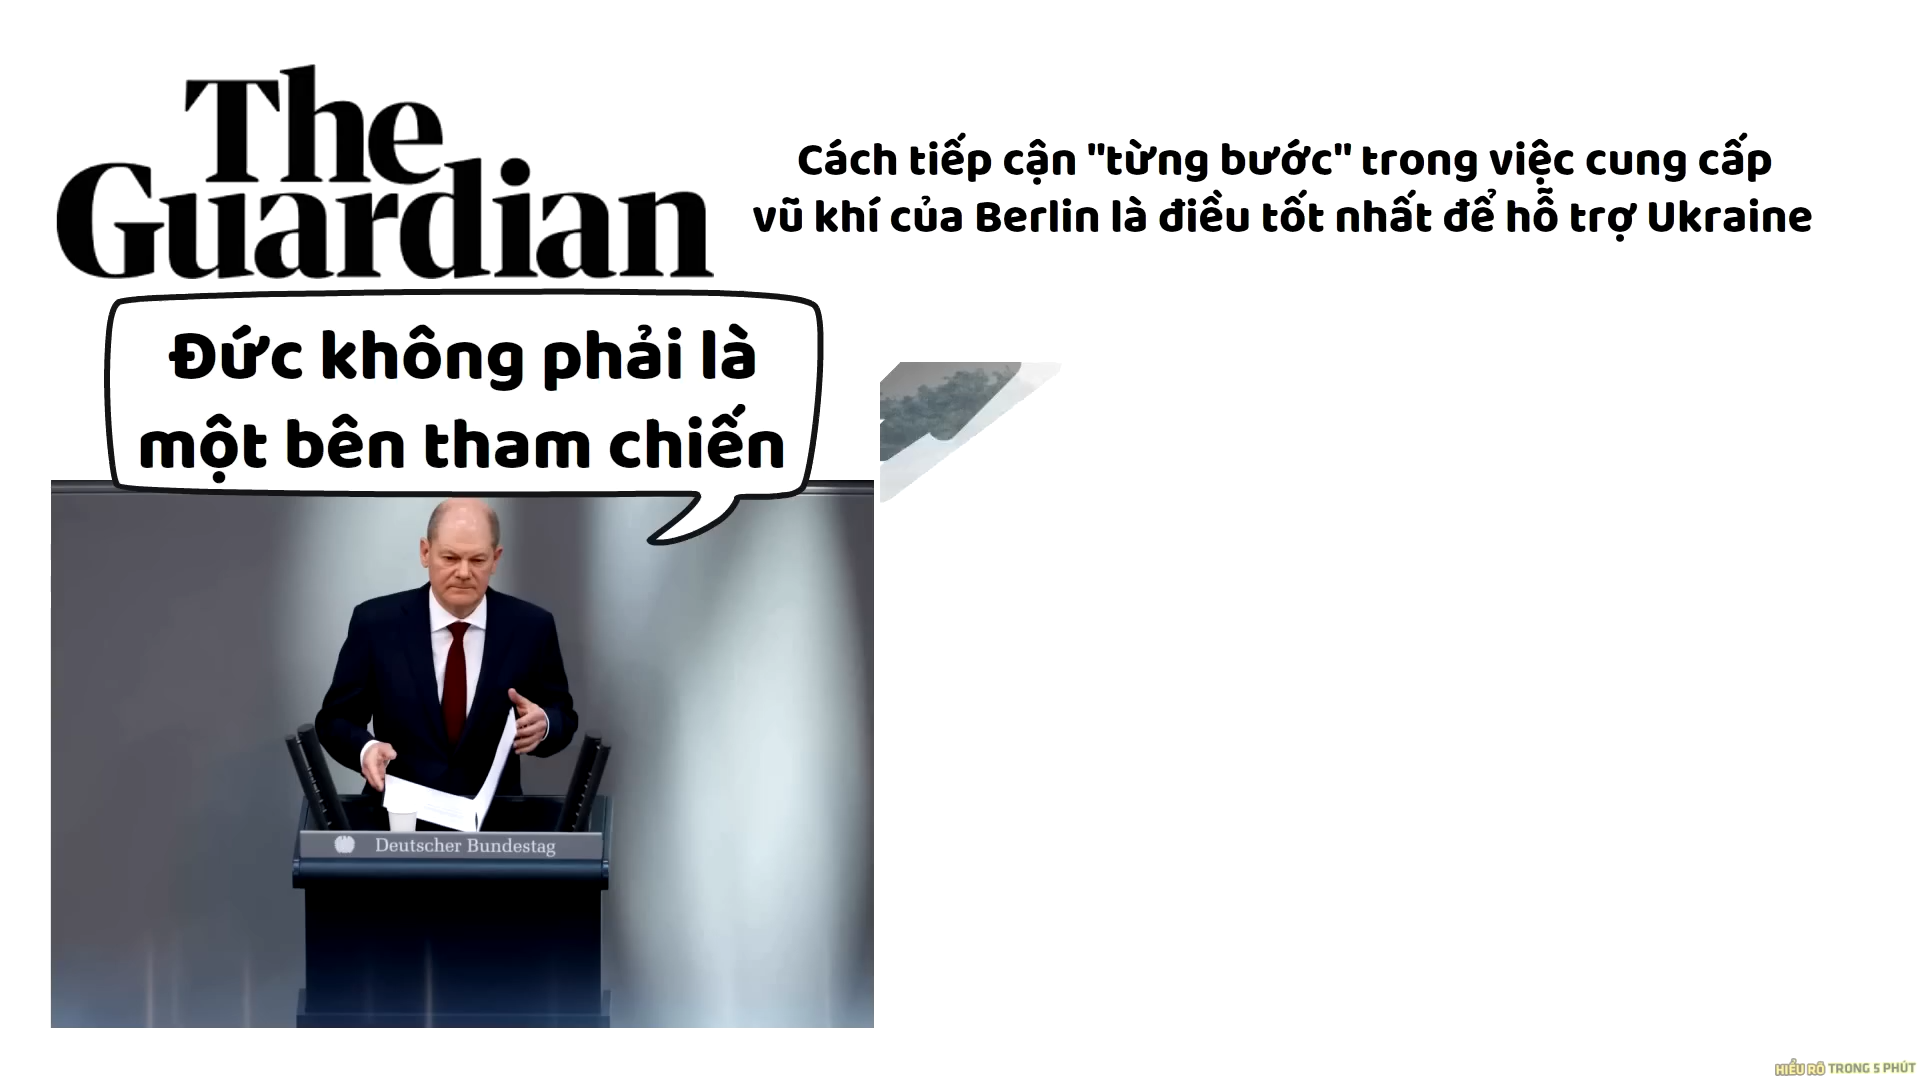 The
Guardian
Cách tiếp cận "từng bước" trong việc cung cấp
vũ khí của Berlin là điều tốt nhất để hỗ trợ Ukraine
Đức không phải là
một bên tham chiến
Deutscher Bundestag
HIỂU RÕ TRONG 5 PHÚT